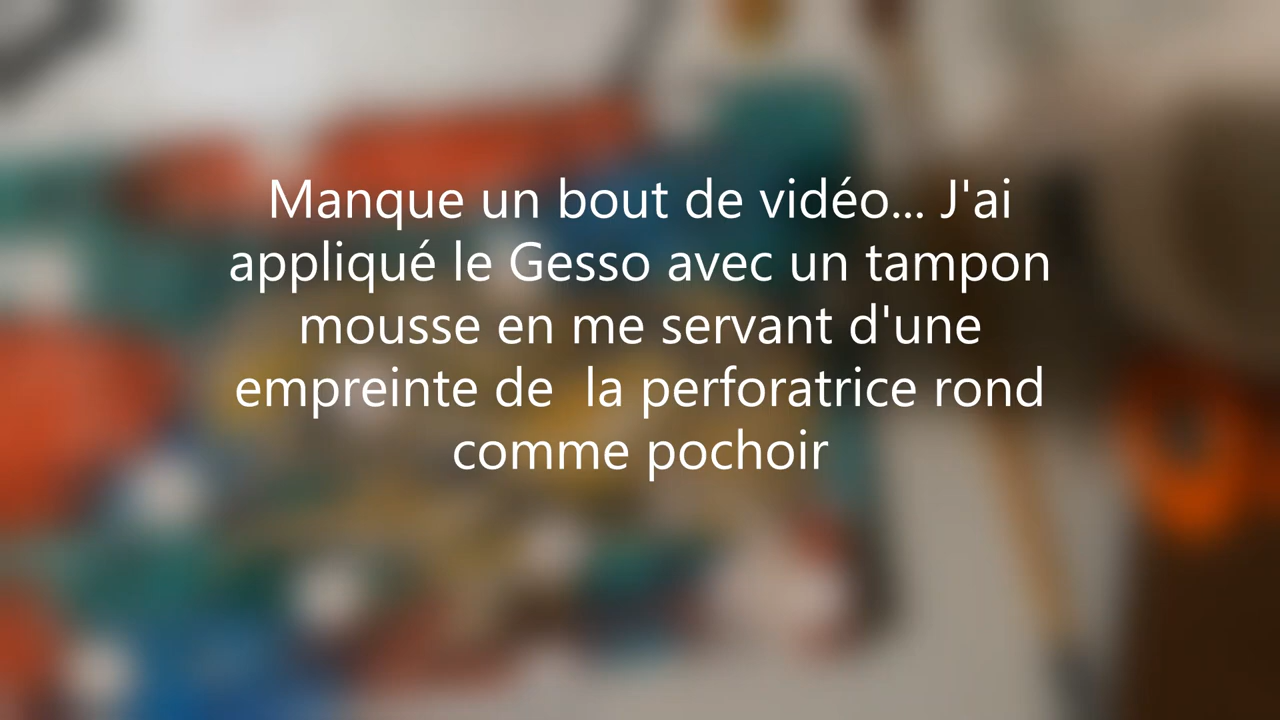 Manque un bout de vidéo... J'ai
appliqué le Gesso avec un tampon
mousse en me servant d'une
empreinte de  la perforatrice rond
comme pochoir